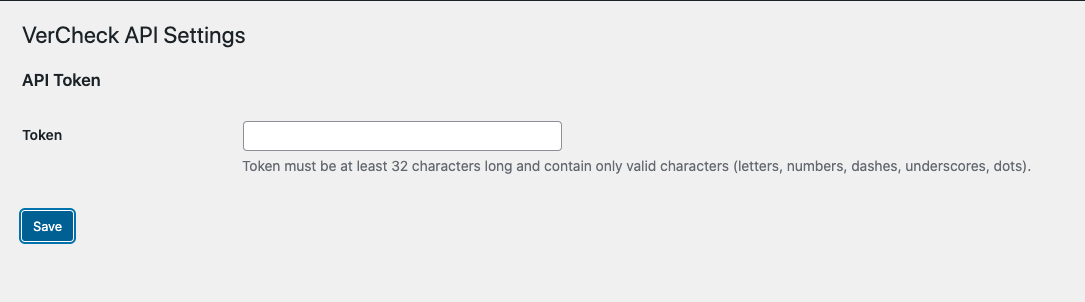 VerCheck API Settings
API Token
Token
Token must be at least 32 characters long and contain only valid characters (letters, numbers, dashes, underscores, dots).
Save